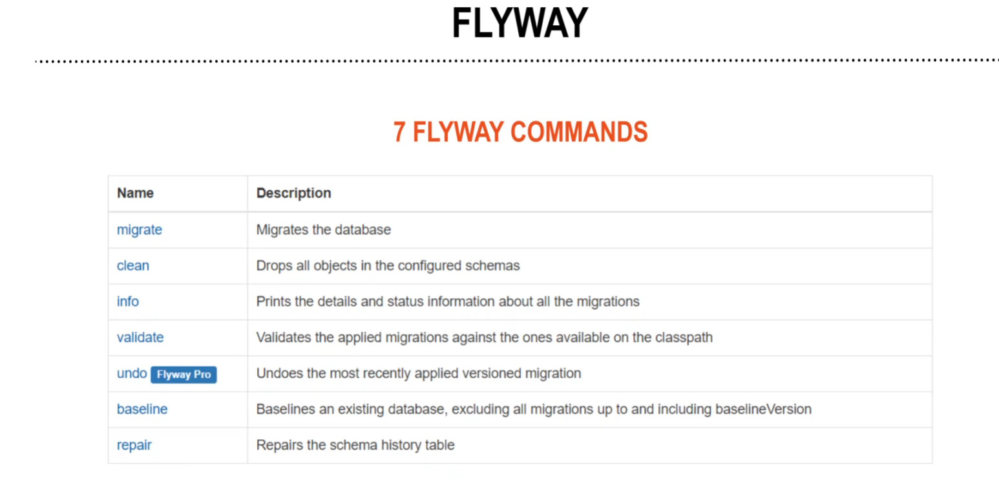 FLYWAY
7 FLYWAY COMMANDS
Name Description
migrate Migrates the database
clean Drops all objects in the configured schemas
info Prints the details and status information about all the migrations
validate Validates the applied migrations against the ones available on the classpath
undo Flyway Pro Undoes the most recently applied versioned migration
baseline Baselines an existing database, excluding all migrations up to and including baselineVersion
repair Repairs the schema history table